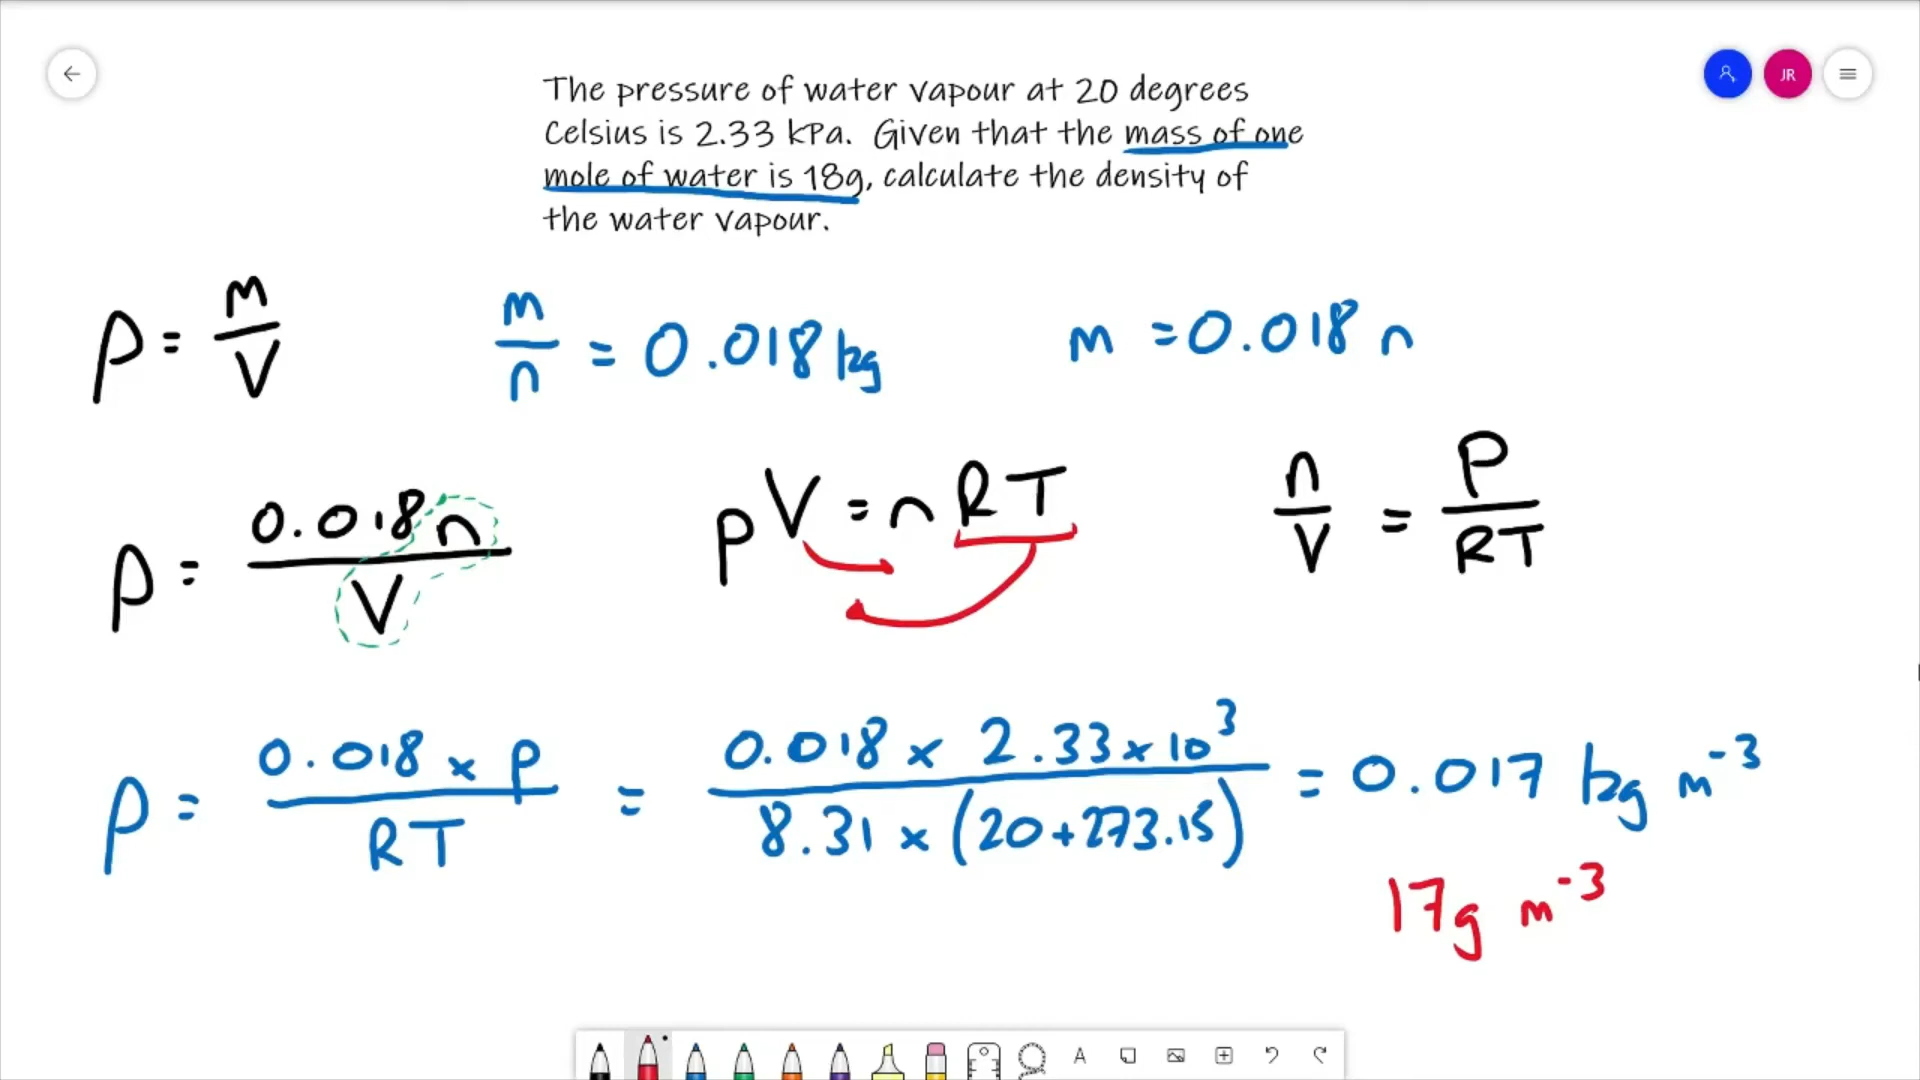 JR
The pressure of water vapour at 20 degrees
Celsius is 2.33 kPa. Given that the mass of one
mole of water is 18g, calculate the density of
the water vapour.
ρ = m/V
m/n = 0.018 kg
m = 0.018 n
ρ = 0.018n/V
pV = nRT
n/V = P/RT
ρ = 0.018 × p/RT = 0.018 × 2.33×10³/8.31 × (20+273.15) = 0.017 kg m⁻³
17g m⁻³
A